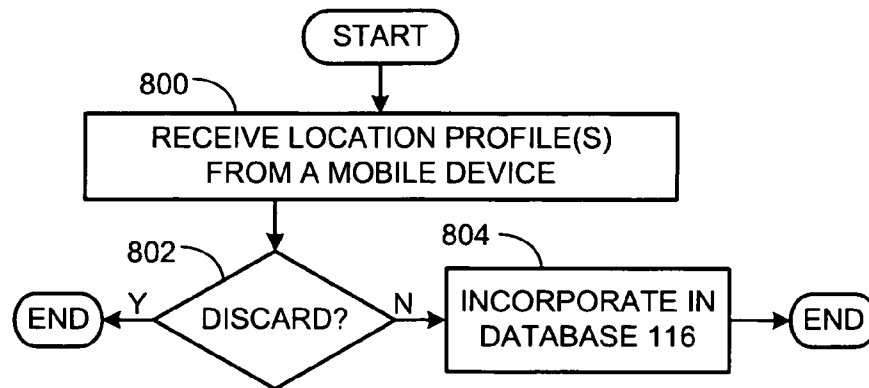 START
800
RECEIVE LOCATION PROFILE(S)
FROM A MOBILE DEVICE
802
804
END
Y
DISCARD?
N
INCORPORATE IN
DATABASE 116
END